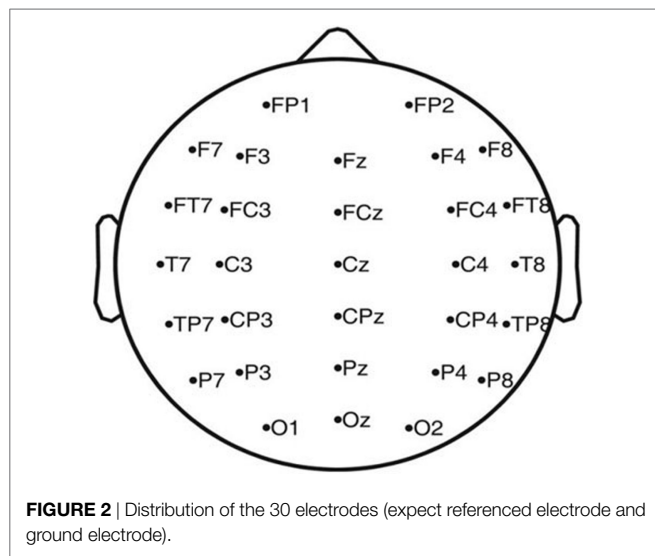 •FP1 •FP2
•F7 •F3 •Fz •F4 •F8
•FT7 •FC3 •FCz •FC4 •FT8
•T7 •C3 •Cz •C4 •T8
•TP7 •CP3 •CPz •CP4 •TP8
•P7 •P3 •Pz •P4 •P8
•O1 •Oz •O2
FIGURE 2 | Distribution of the 30 electrodes (expect referenced electrode and
ground electrode).